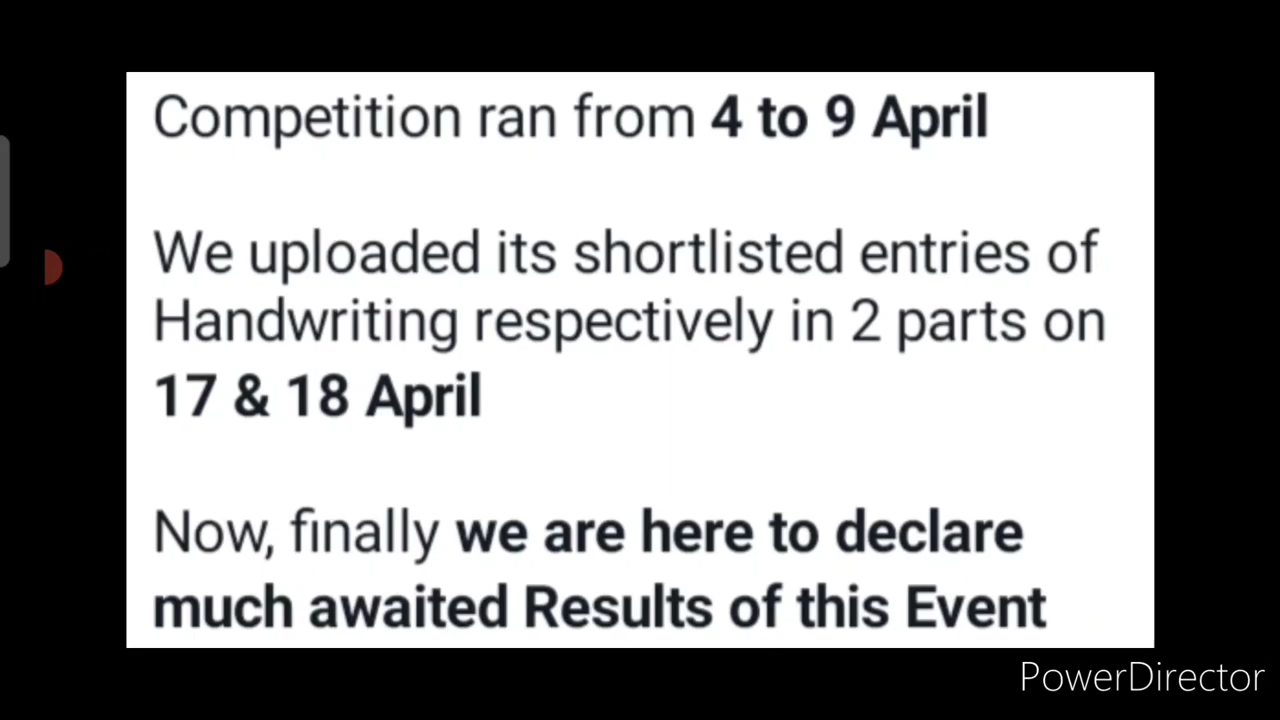 Competition ran from 4 to 9 April
We uploaded its shortlisted entries of
Handwriting respectively in 2 parts on
17 & 18 April
Now, finally we are here to declare
much awaited Results of this Event
PowerDirector